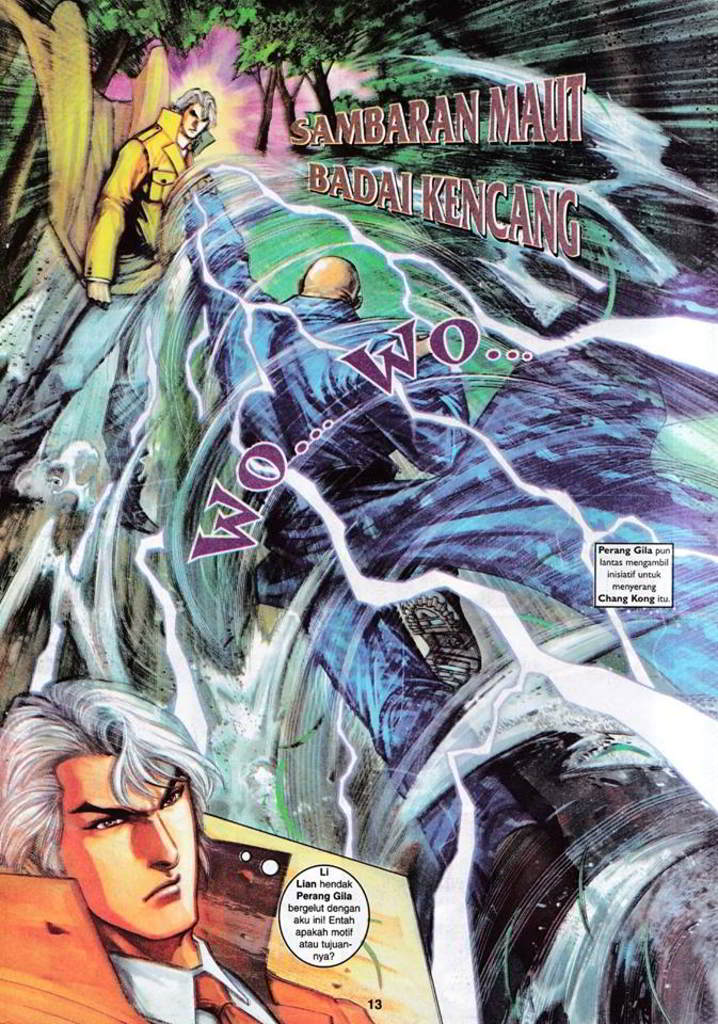 SAMBARAN MAUT
BADAI KENCANG
WO...
WO...
Perang Gila pun
lantas mengambil
inisiatif untuk
menyerang
Chang Kong itu.
Li
Lian hendak
Perang Gila
bergelut dengan
aku ini! Entah
apakah motif
atau tujuan-
nya?
13